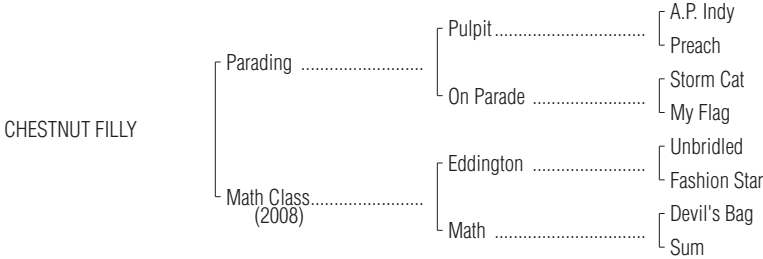 A.P. Indy
Pulpit..............................
Preach
Parading ........................
Storm Cat
On Parade ......................
My Flag
CHESTNUT FILLY
Unbridled
Eddington ......................
Fashion Star
Math Class......................
(2008)
Devil's Bag
Math ..............................
Sum